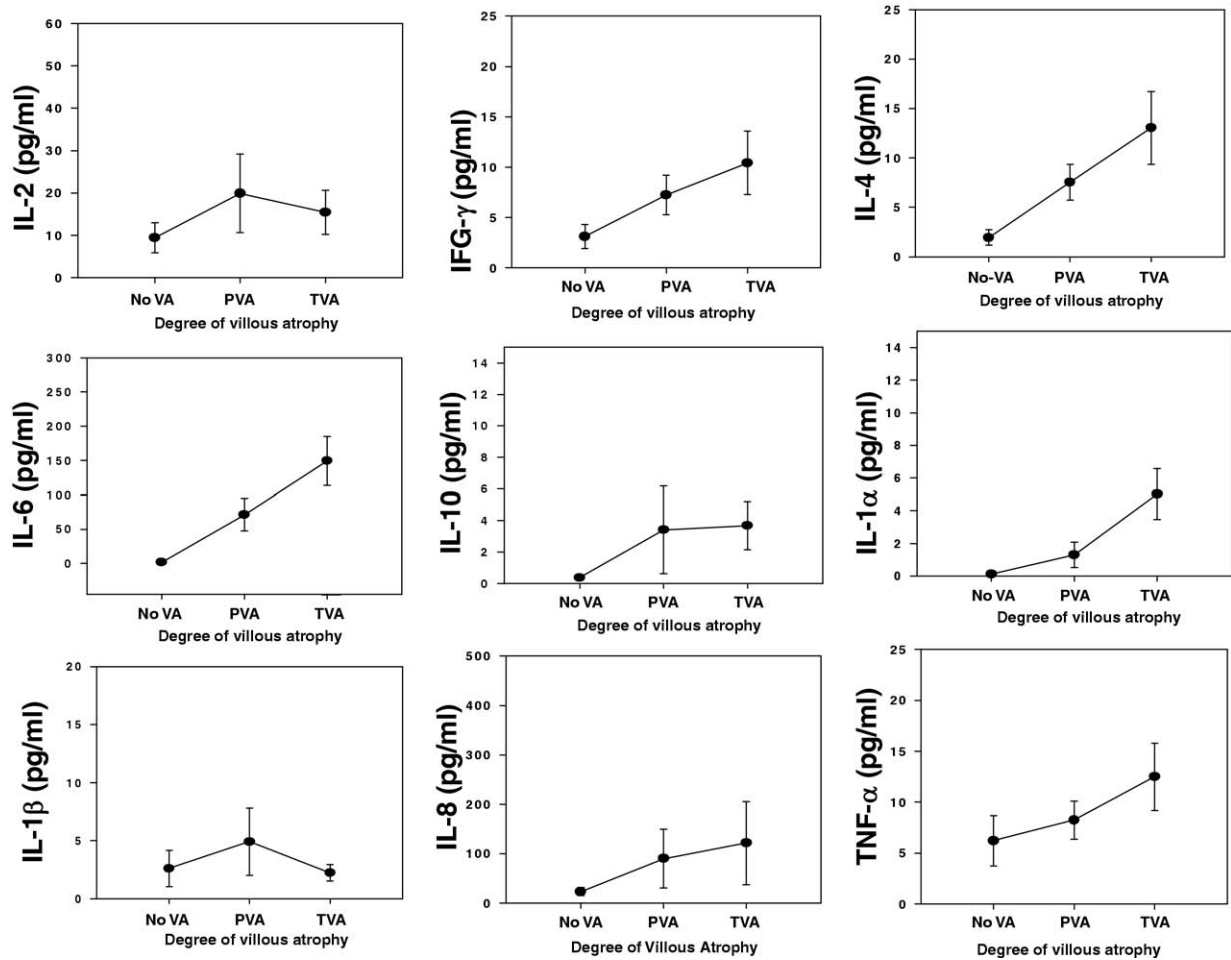 IL-2 (pg/ml)
60
50
40
30
20
10
0
No VA PVA TVA
Degree of villous atrophy
IFG-γ (pg/ml)
25
20
15
10
5
0
No VA PVA TVA
Degree of villous atrophy
IL-4 (pg/ml)
25
20
15
10
5
0
No-VA PVA TVA
Degree of villous atrophy
IL-6 (pg/ml)
300
250
200
150
100
50
0
No VA PVA TVA
Degree of villous atrophy
IL-10 (pg/ml)
14
12
10
8
6
4
2
0
No VA PVA TVA
Degree of villous atrophy
IL-1α (pg/ml)
14
12
10
8
6
4
2
0
No VA PVA TVA
Degree of villous atrophy
IL-1β (pg/ml)
20
15
10
5
0
No VA PVA TVA
Degree of villous atrophy
IL-8 (pg/ml)
500
400
300
200
100
0
No VA PVA TVA
Degree of Villous Atrophy
TNF-α (pg/ml)
25
20
15
10
5
0
No VA PVA TVA
Degree of villous atrophy